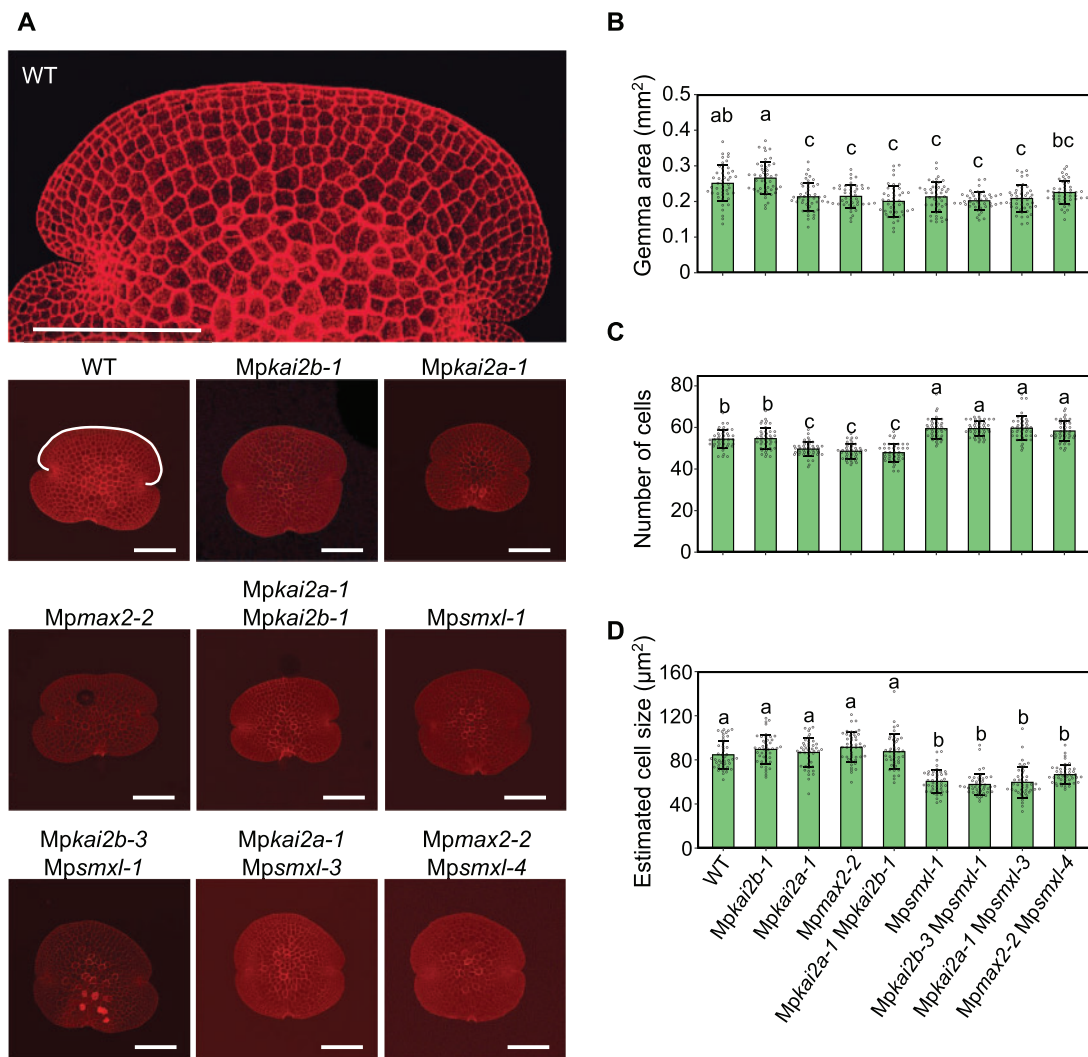 A
WT
WT
Mpkai2b-1
Mpkai2a-1
Mpmax2-2
Mpkai2a-1
Mpkai2b-1
Mpsmxl-1
Mpkai2b-3
Mpsmxl-1
Mpkai2a-1
Mpsmxl-3
Mpmax2-2
Mpsmxl-4
B
Gemma area (mm²)
0.5
0.4
0.3
0.2
0.1
0
ab
a
c
c
c
c
c
c
bc
C
Number of cells
80
60
40
20
0
b
b
c
c
c
a
a
a
a
D
Estimated cell size (µm²)
160
120
80
40
0
a
a
a
a
a
b
b
b
b
WT
Mpkai2b-1
Mpkai2a-1
Mpmax2-2
Mpkai2a-1 Mpkai2b-1
Mpsmxl-1
Mpkai2b-3 Mpsmxl-1
Mpkai2a-1 Mpsmxl-3
Mpmax2-2 Mpsmxl-4